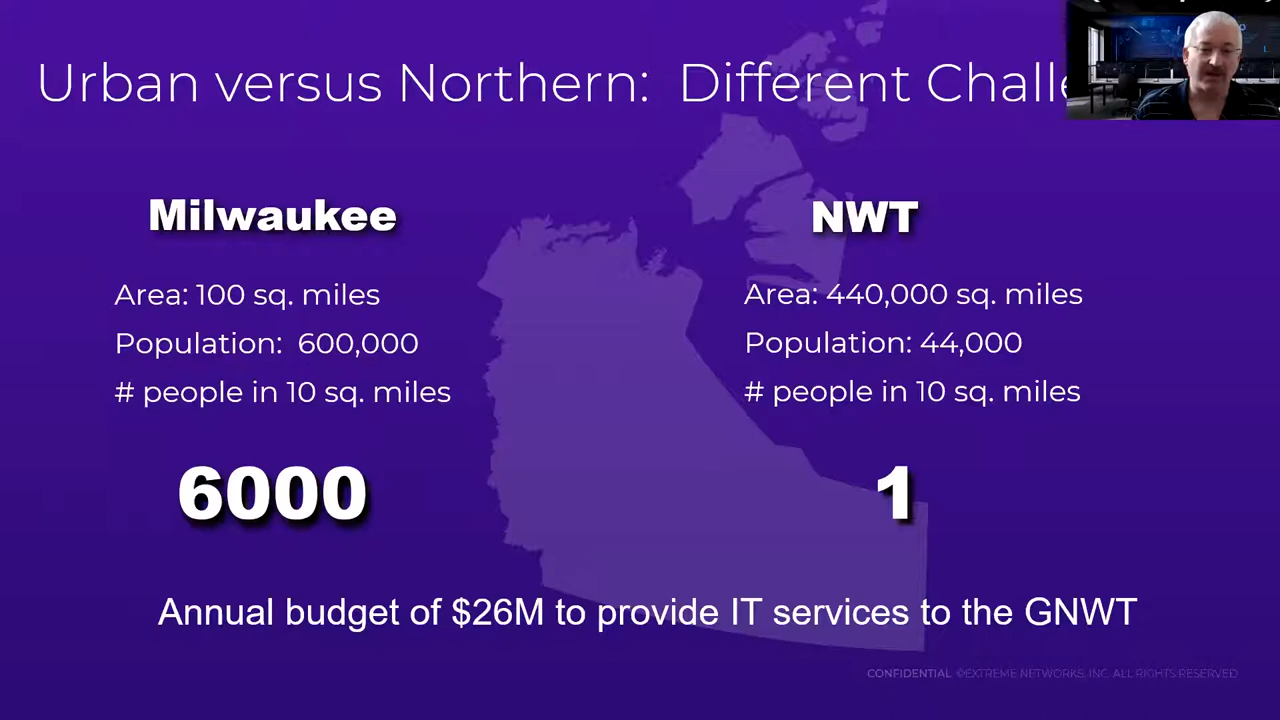 Urban versus Northern: Different Challe
Milwaukee
Area: 100 sq. miles
Population: 600,000
# people in 10 sq. miles
6000
NWT
Area: 440,000 sq. miles
Population: 44,000
# people in 10 sq. miles
1
Annual budget of $26M to provide IT services to the GNWT
CONFIDENTIAL ©EXTREME NETWORKS, INC. ALL RIGHTS RESERVED